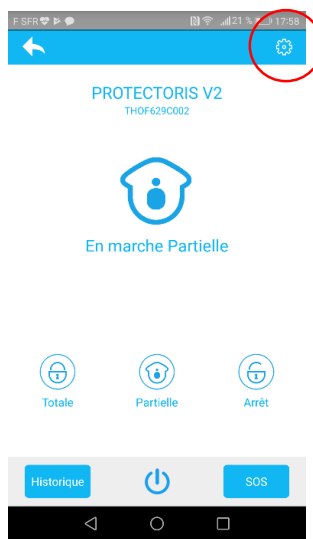 F SFR 21 % 17:58
PROTECTORIS V2
THOF629C002
En marche Partielle
Totale Partielle Arrêt
Historique SOS